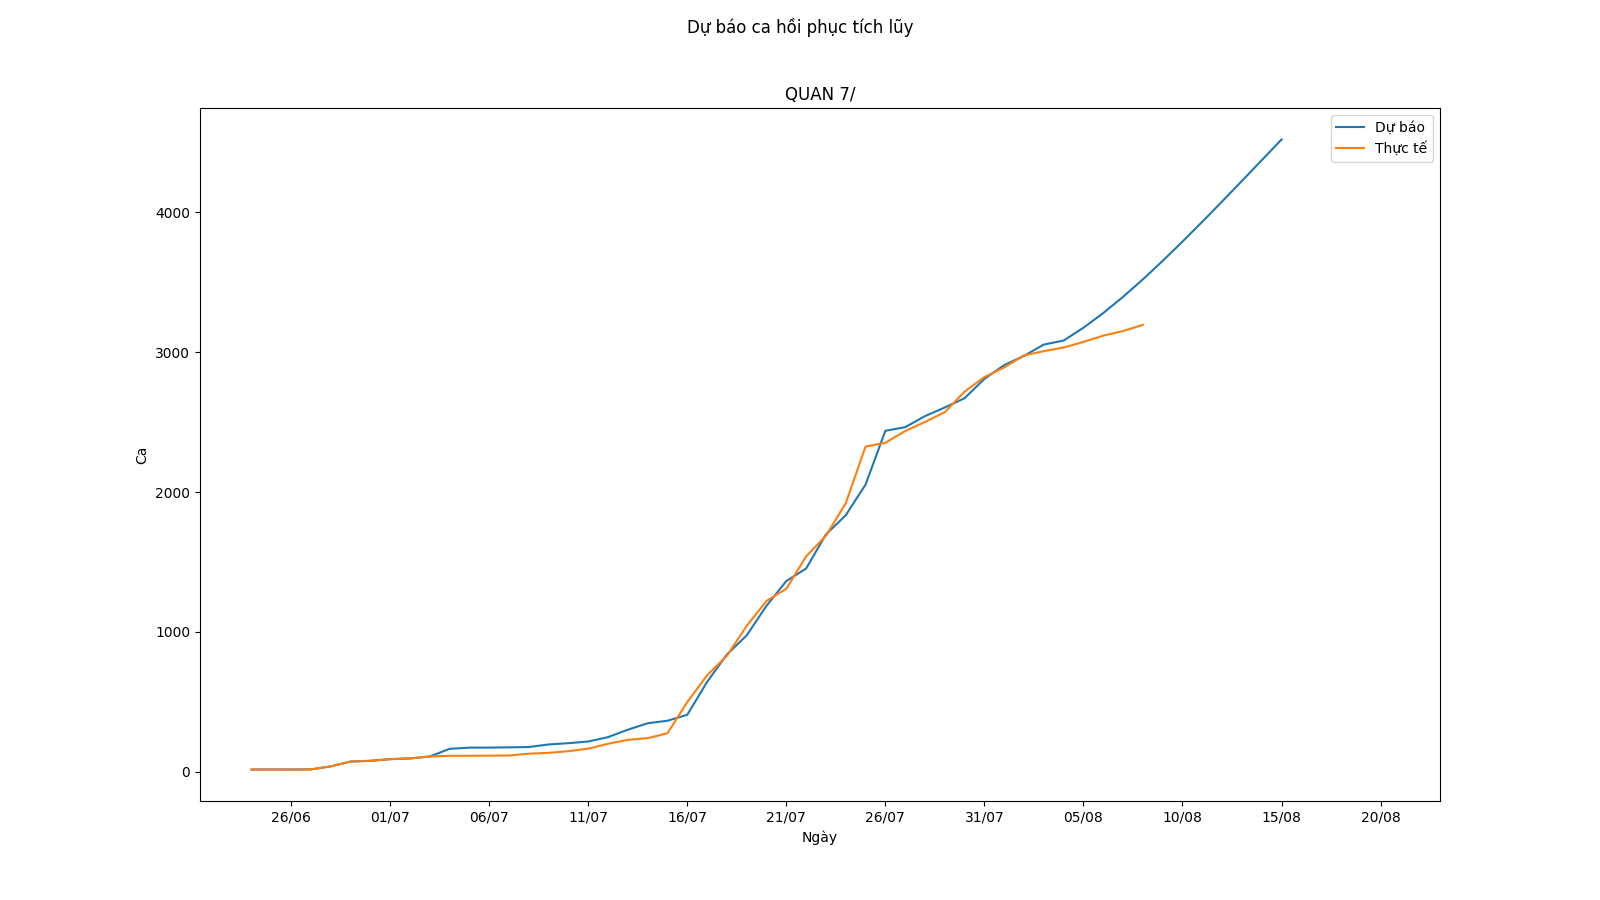 Dự báo ca hồi phục tích lũy
QUAN 7/
Dự báo
Thực tế
4000
3000
2000
1000
0
Ca
26/06 01/07 06/07 11/07 16/07 21/07 26/07 31/07 05/08 10/08 15/08 20/08
Ngày